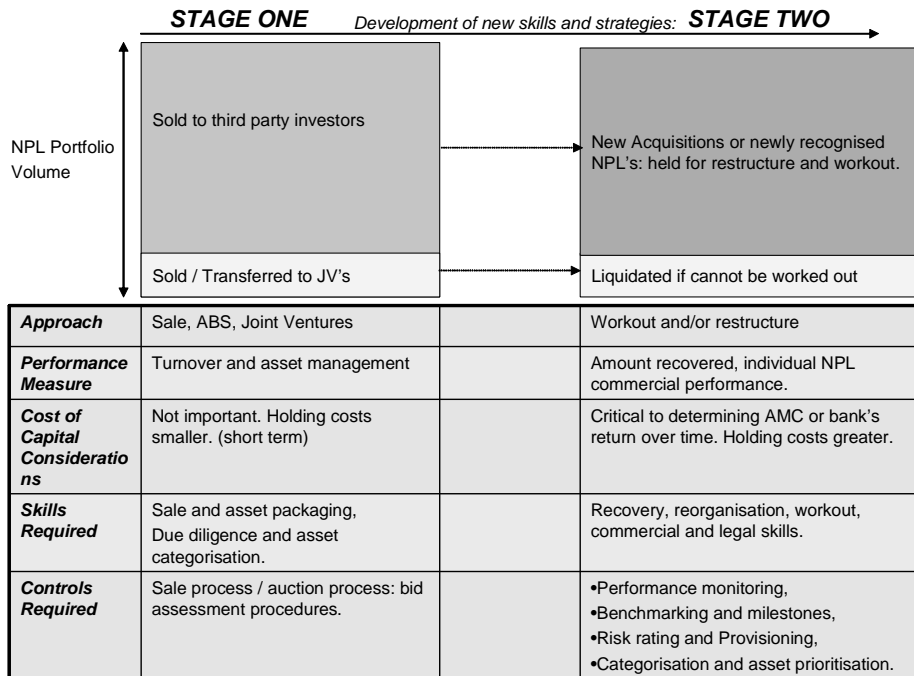 STAGE ONE Development of new skills and strategies: STAGE TWO
NPL Portfolio
Volume
Sold to third party investors
New Acquisitions or newly recognised
NPL's: held for restructure and workout.
Sold / Transferred to JV's
Liquidated if cannot be worked out
Approach
Sale, ABS, Joint Ventures
Workout and/or restructure
Performance
Measure
Turnover and asset management
Amount recovered, individual NPL
commercial performance.
Cost of
Capital
Consideratio
ns
Not important. Holding costs
smaller. (short term)
Critical to determining AMC or bank's
return over time. Holding costs greater.
Skills
Required
Sale and asset packaging,
Due diligence and asset
categorisation.
Recovery, reorganisation, workout,
commercial and legal skills.
Controls
Required
Sale process / auction process: bid
assessment procedures.
•Performance monitoring,
•Benchmarking and milestones,
•Risk rating and Provisioning,
•Categorisation and asset prioritisation.